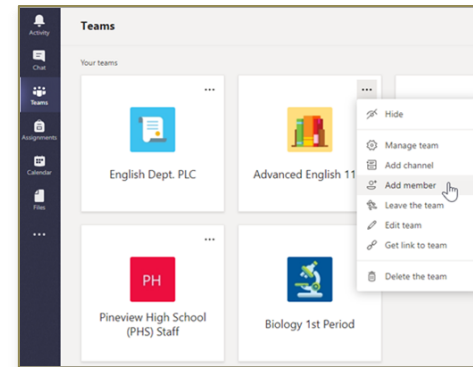 Activity
Chat
Teams
Assignments
Calendar
Files
Teams
Your teams
English Dept. PLC
Advanced English 11
PH
Pineview High School
(PHS) Staff
Biology 1st Period
Hide
Manage team
Add channel
Add member
Leave the team
Edit team
Get link to team
Delete the team